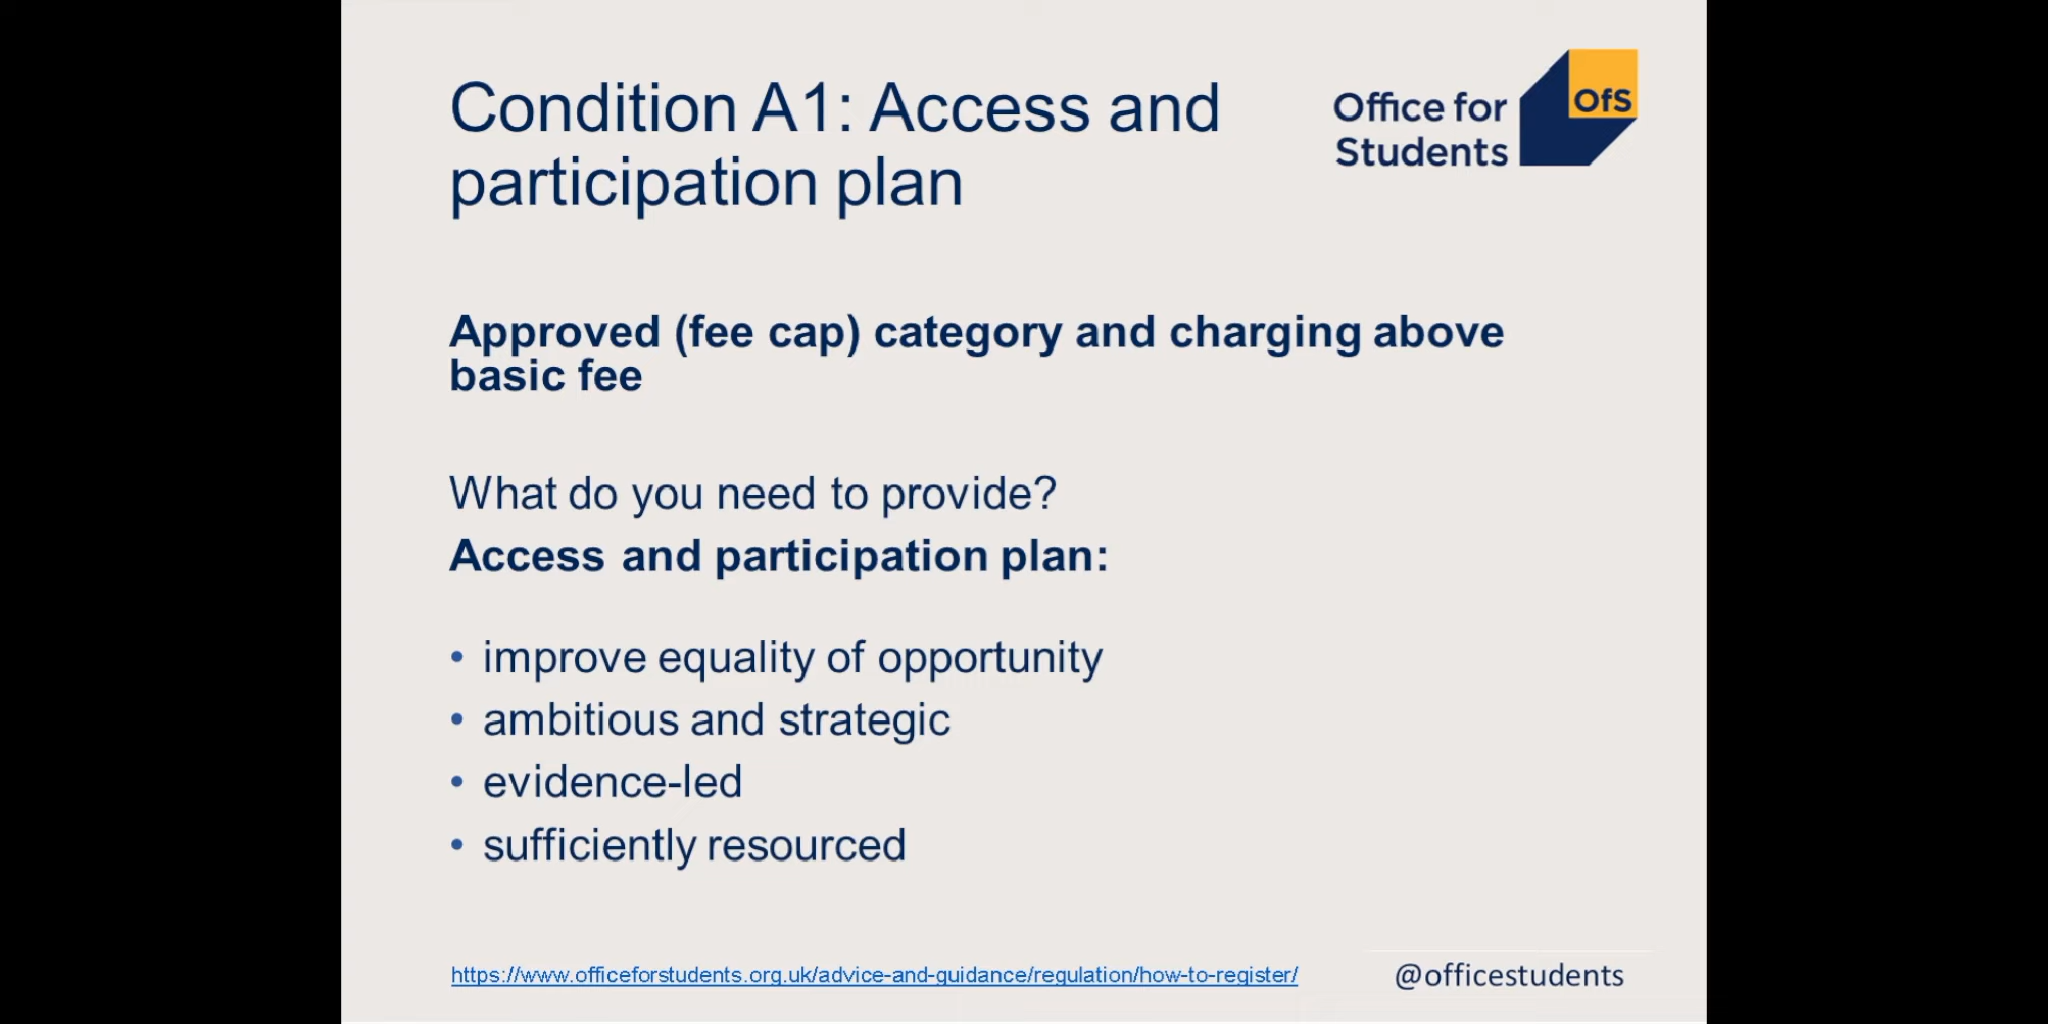 Condition A1: Access and
participation plan
Office for
Students
OfS
Approved (fee cap) category and charging above
basic fee
What do you need to provide?
Access and participation plan:
• improve equality of opportunity
• ambitious and strategic
• evidence-led
• sufficiently resourced
https://www.officeforstudents.org.uk/advice-and-guidance/regulation/how-to-register/
@officestudents